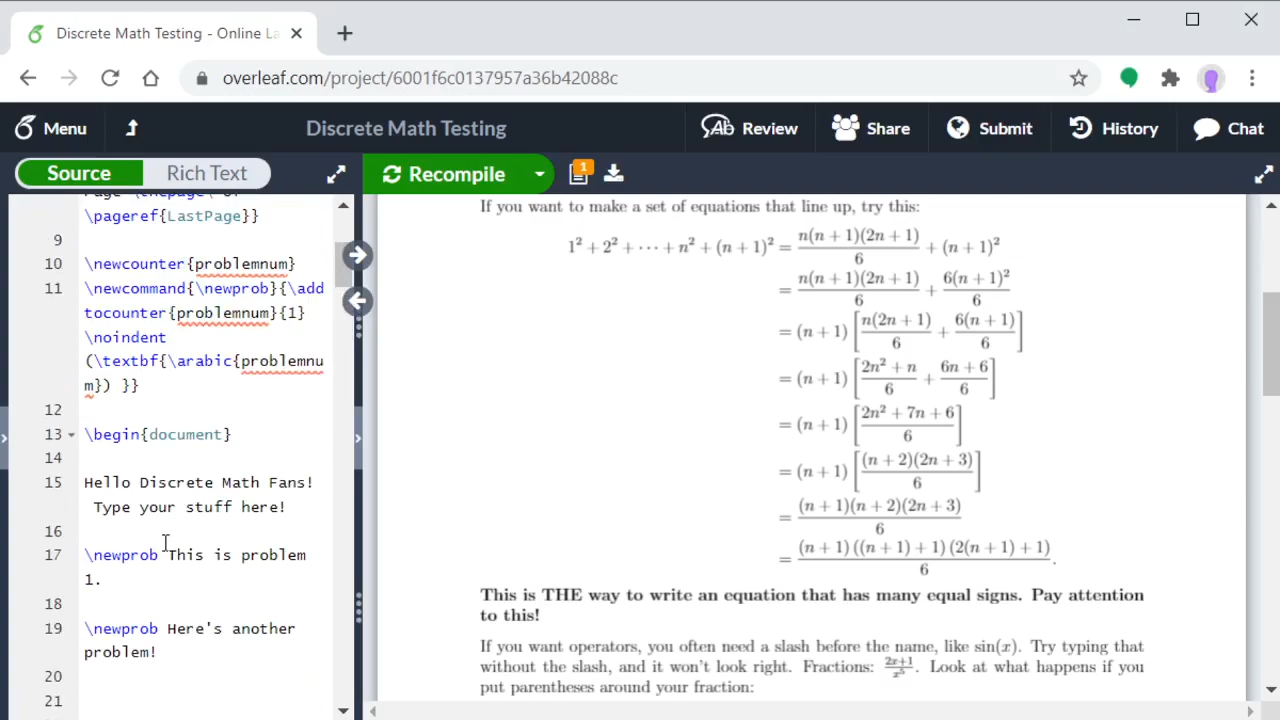 Discrete Math Testing - Online La
overleaf.com/project/6001f6c0137957a36b42088c
Menu
Discrete Math Testing
Review
Share
Submit
History
Chat
Source
Rich Text
Recompile
1
\pageref{LastPage}}
9
10 \newcounter{problemnum}
11 \newcommand{\newprob}{\add
tocounter{problemnum}{1}
\noindent
(\textbf{\arabic{problemnu
m}) }}
12
13 \begin{document}
14
15 Hello Discrete Math Fans!
Type your stuff here!
16
17 \newprob This is problem
1.
18
19 \newprob Here's another
problem!
20
21
If you want to make a set of equations that line up, try this:
1² + 2² + ··· + n² + (n + 1)² = n(n + 1)(2n + 1)/6 + (n + 1)²
= n(n + 1)(2n + 1)/6 + 6(n + 1)²/6
= (n + 1) [n(2n + 1)/6 + 6(n + 1)/6]
= (n + 1) [2n² + n/6 + 6n + 6/6]
= (n + 1) [2n² + 7n + 6/6]
= (n + 1) [(n + 2)(2n + 3)/6]
= (n + 1)(n + 2)(2n + 3)/6
= (n + 1)((n + 1) + 1)(2(n + 1) + 1)/6.
This is THE way to write an equation that has many equal signs. Pay attention
to this!
If you want operators, you often need a slash before the name, like sin(x). Try typing that
without the slash, and it won't look right. Fractions: 2x+1/x⁵. Look at what happens if you
put parentheses around your fraction: